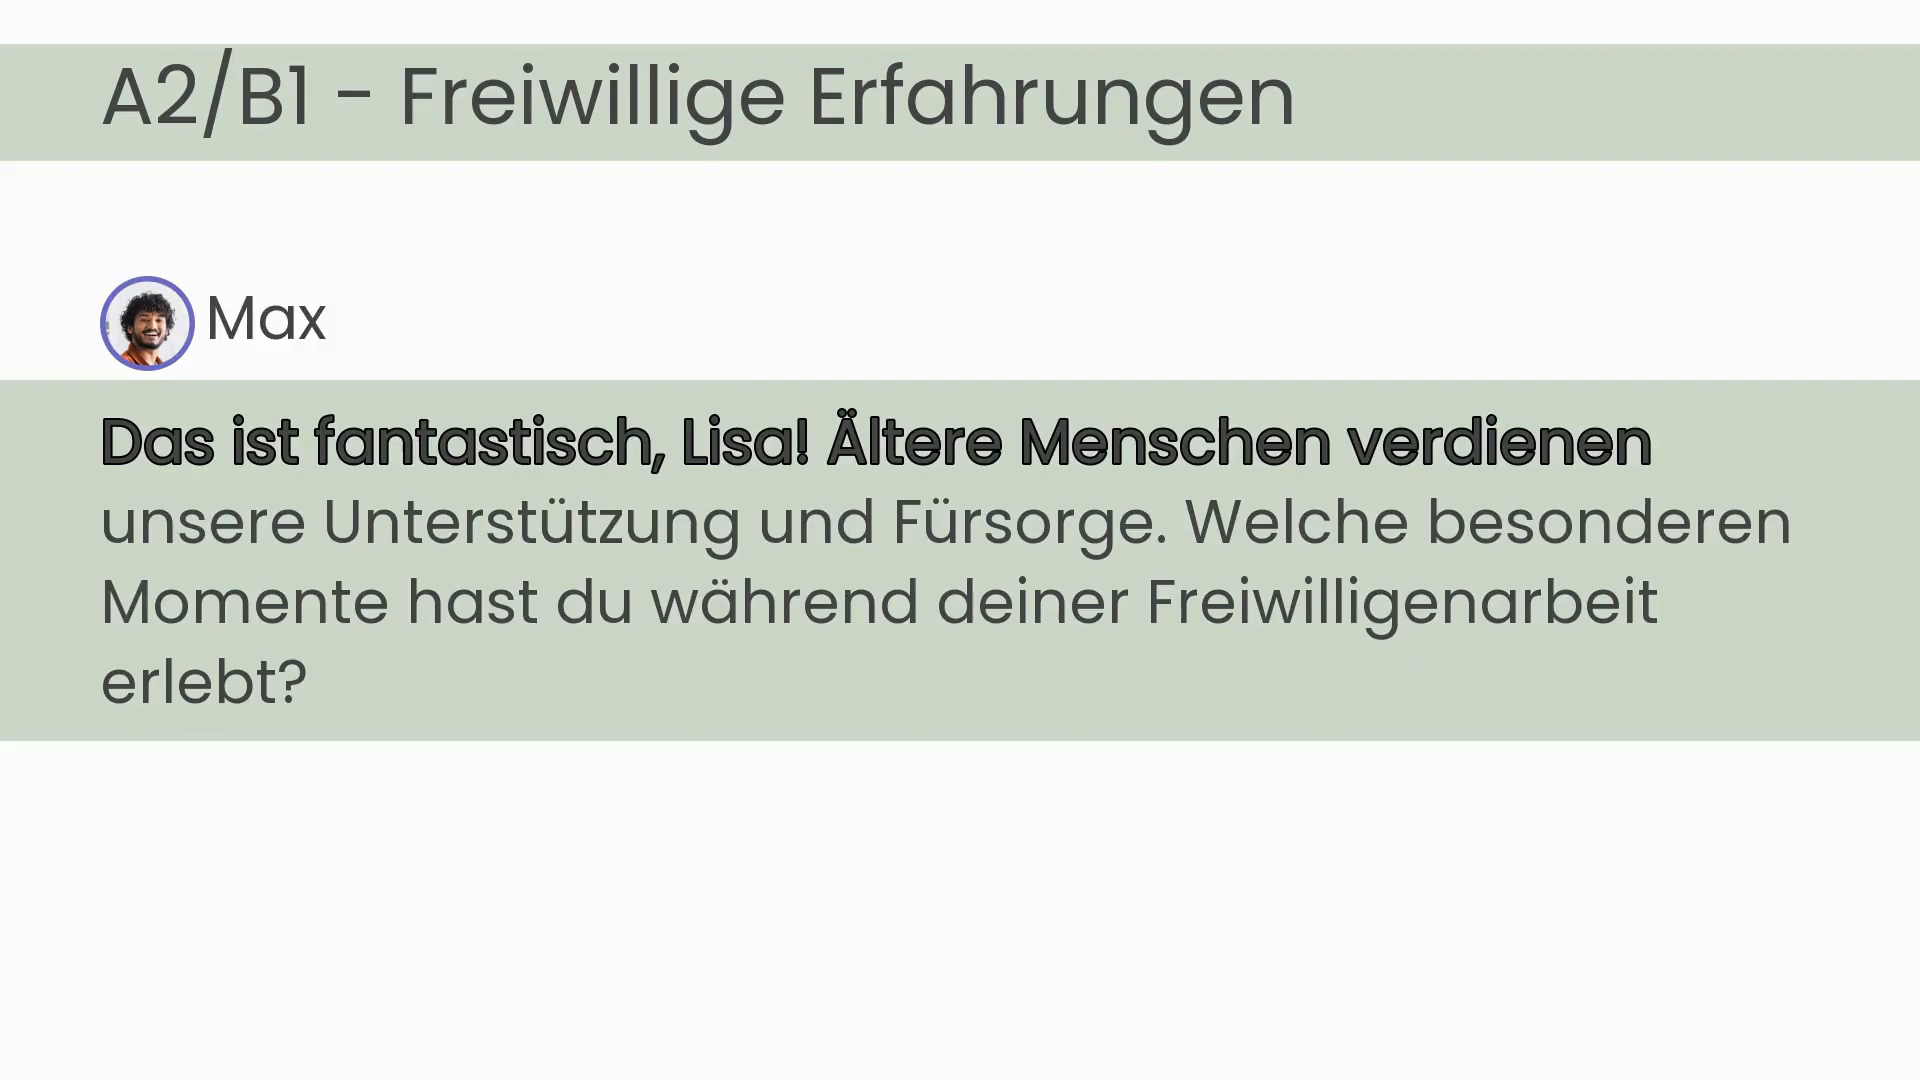 A2/B1 - Freiwillige Erfahrungen
Max
Das ist fantastisch, Lisa! Ältere Menschen verdienen
unsere Unterstützung und Fürsorge. Welche besonderen
Momente hast du während deiner Freiwilligenarbeit
erlebt?